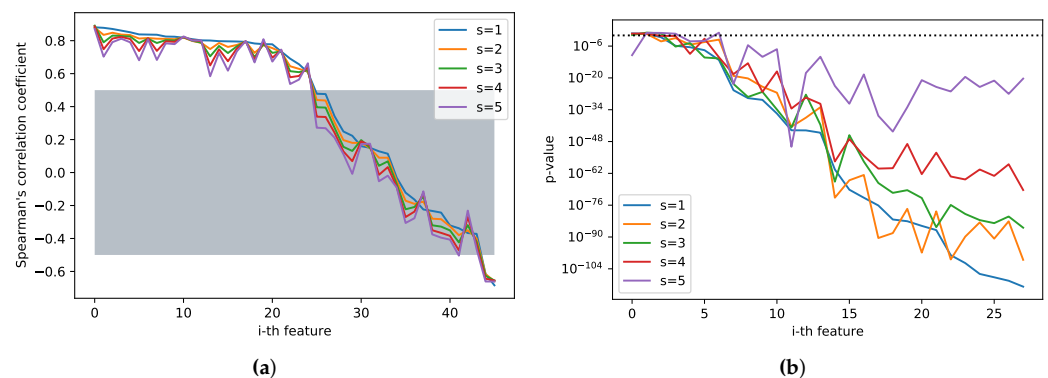 0.8
0.6
0.4
0.2
0.0
−0.2
−0.4
−0.6
Spearman's correlation coefficient
0 10 20 30 40
i-th feature
s=1
s=2
s=3
s=4
s=5
(a)
10−6
10−20
10−34
10−48
10−62
10−76
10−90
10−104
p-value
0 5 10 15 20 25
i-th feature
s=1
s=2
s=3
s=4
s=5
(b)